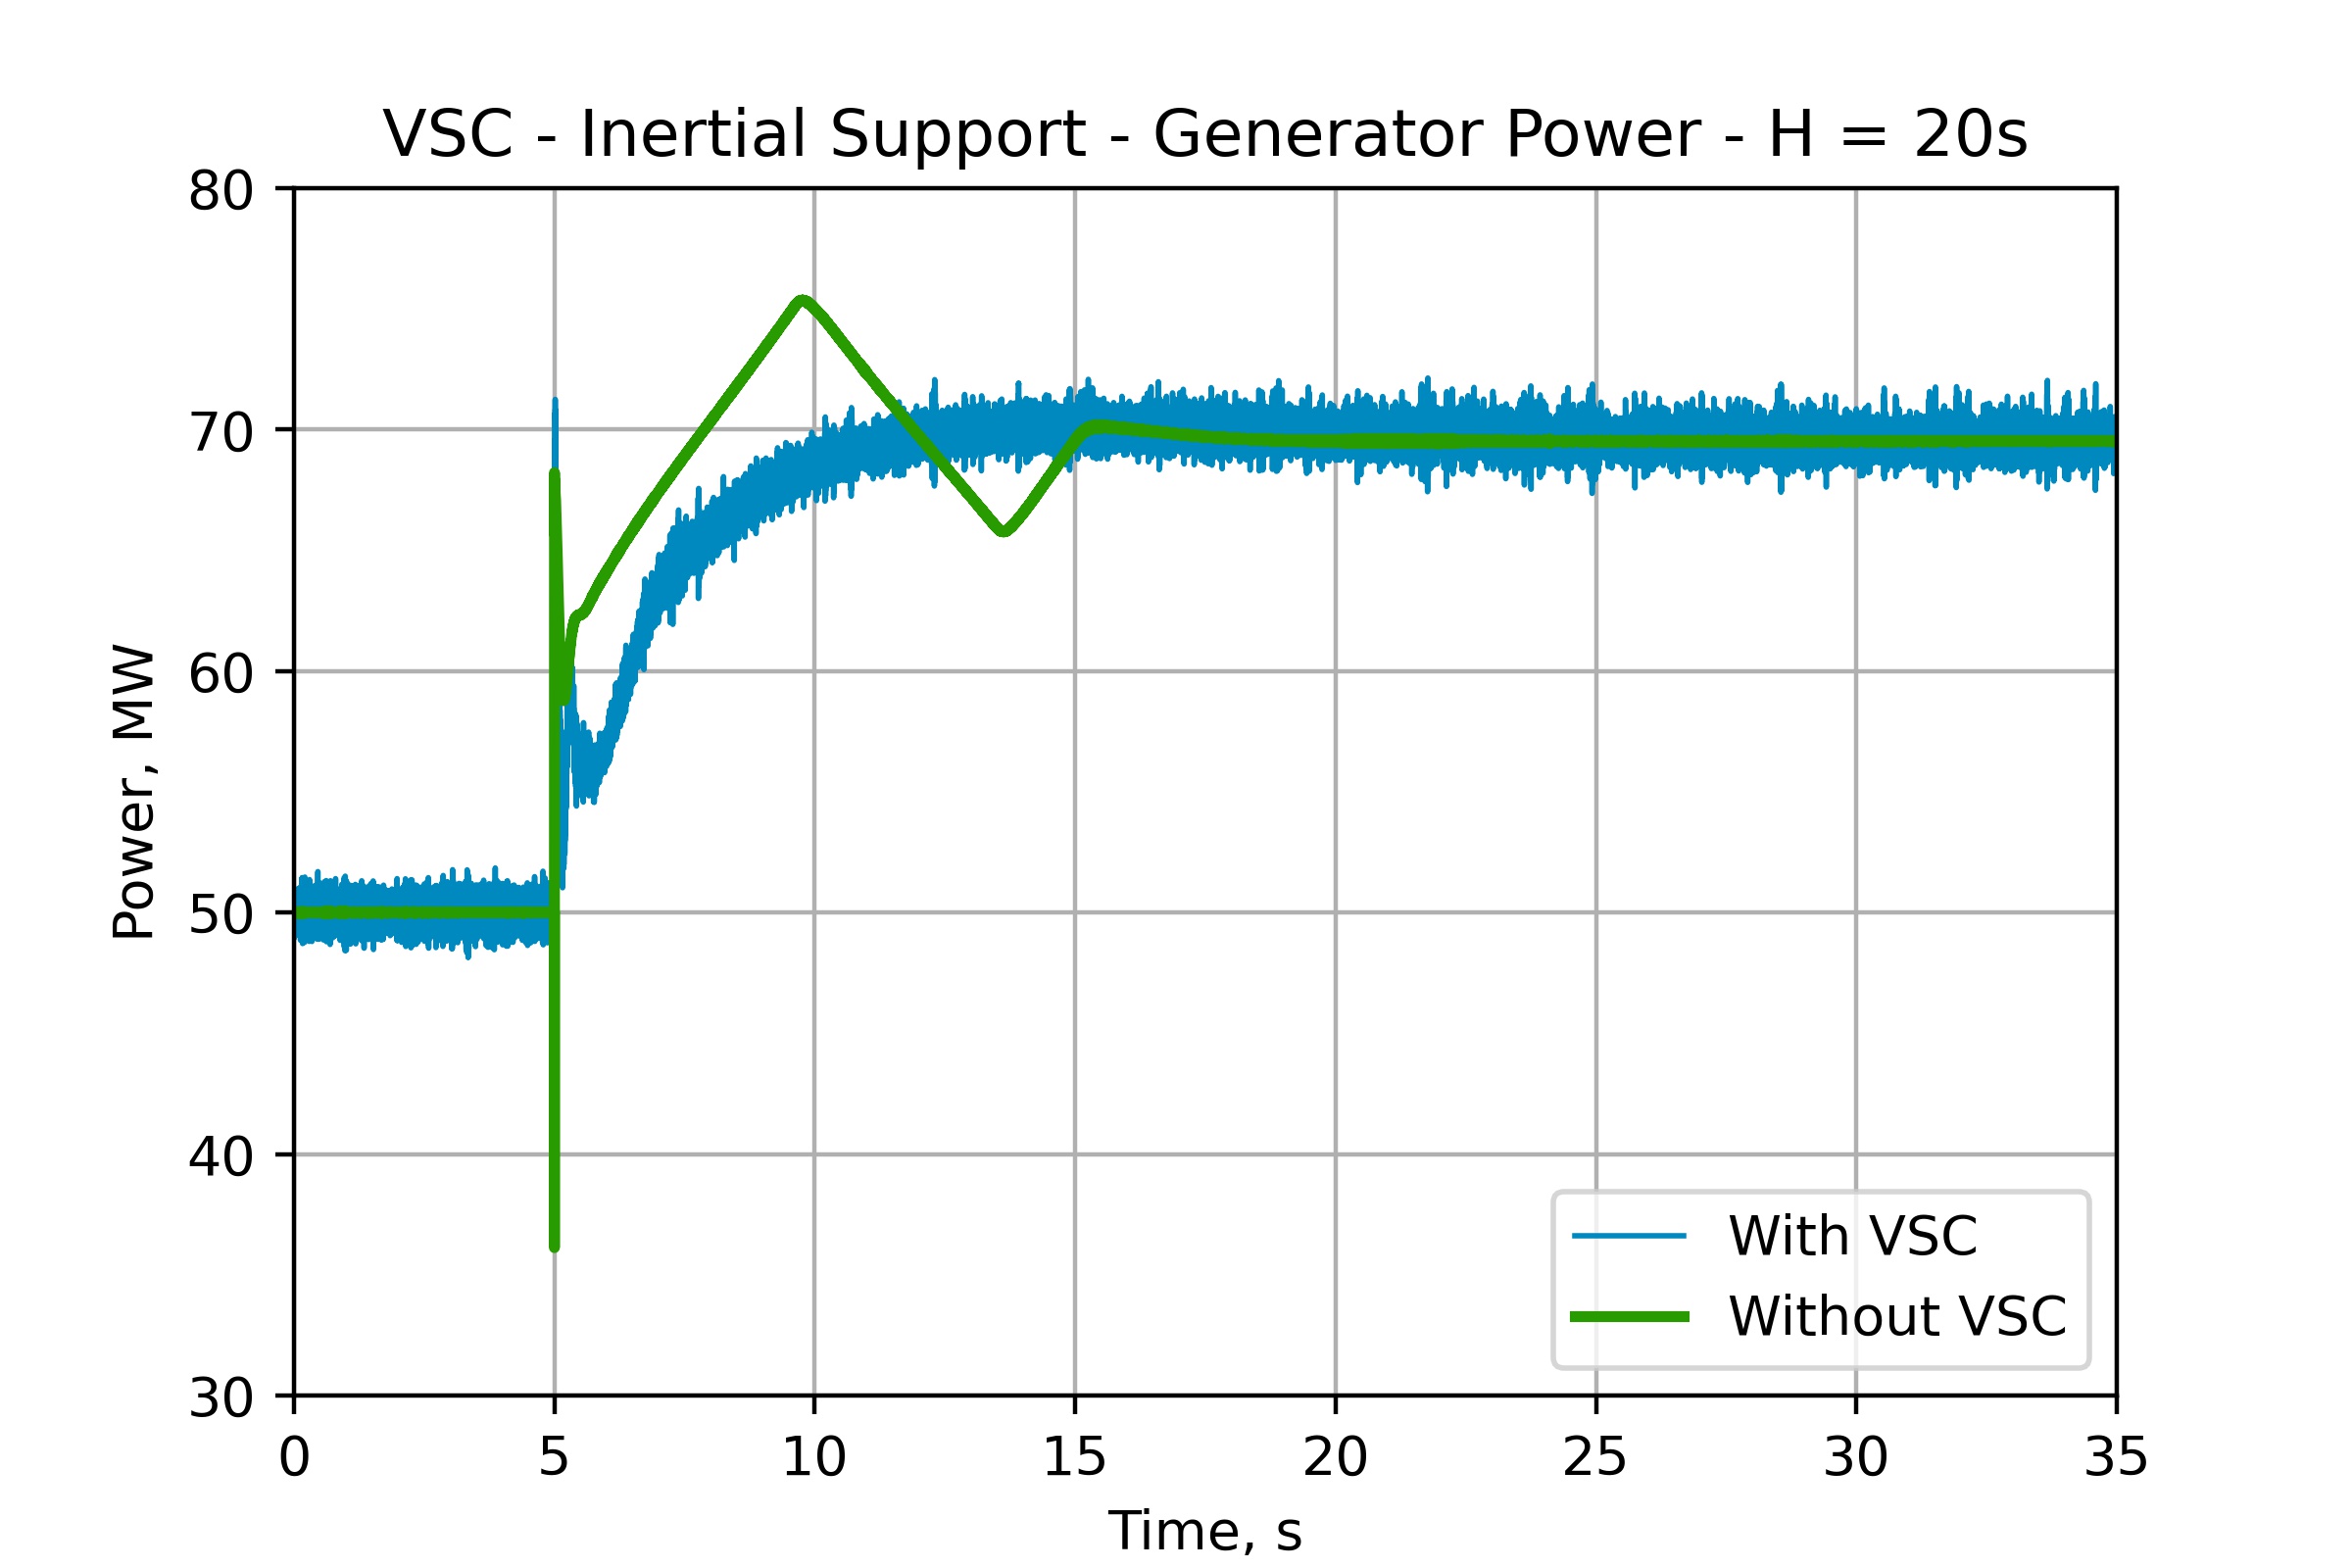 VSC - Inertial Support - Generator Power - H = 20s
80
70
60
50
40
30
Power, MW
With VSC
Without VSC
0 5 10 15 20 25 30 35
Time, s